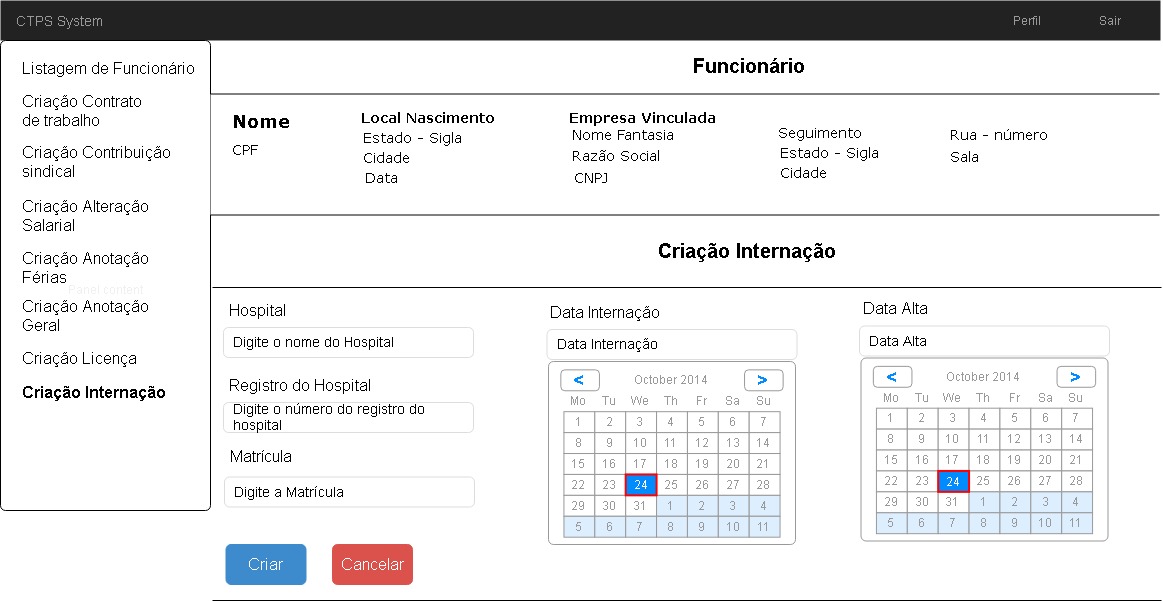 CTPS System
Perfil
Sair
Listagem de Funcionário
Criação Contrato
de trabalho
Criação Contribuição
sindical
Criação Alteração
Salarial
Criação Anotação
Férias
Panel content
Criação Anotação
Geral
Criação Licença
Criação Internação
Funcionário
Nome
CPF
Local Nascimento
Estado - Sigla
Cidade
Data
Empresa Vinculada
Nome Fantasia
Razão Social
CNPJ
Seguimento
Estado - Sigla
Cidade
Rua - número
Sala
Criação Internação
Hospital
Digite o nome do Hospital
Registro do Hospital
Digite o número do registro do
hospital
Matrícula
Digite a Matrícula
Criar
Cancelar
Data Internação
Data Internação
< October 2014 >
Mo Tu We Th Fr Sa Su
1 2 3 4 5 6 7
8 9 10 11 12 13 14
15 16 17 18 19 20 21
22 23 24 25 26 27 28
29 30 31 1 2 3 4
5 6 7 8 9 10 11
Data Alta
Data Alta
< October 2014 >
Mo Tu We Th Fr Sa Su
1 2 3 4 5 6 7
8 9 10 11 12 13 14
15 16 17 18 19 20 21
22 23 24 25 26 27 28
29 30 31 1 2 3 4
5 6 7 8 9 10 11